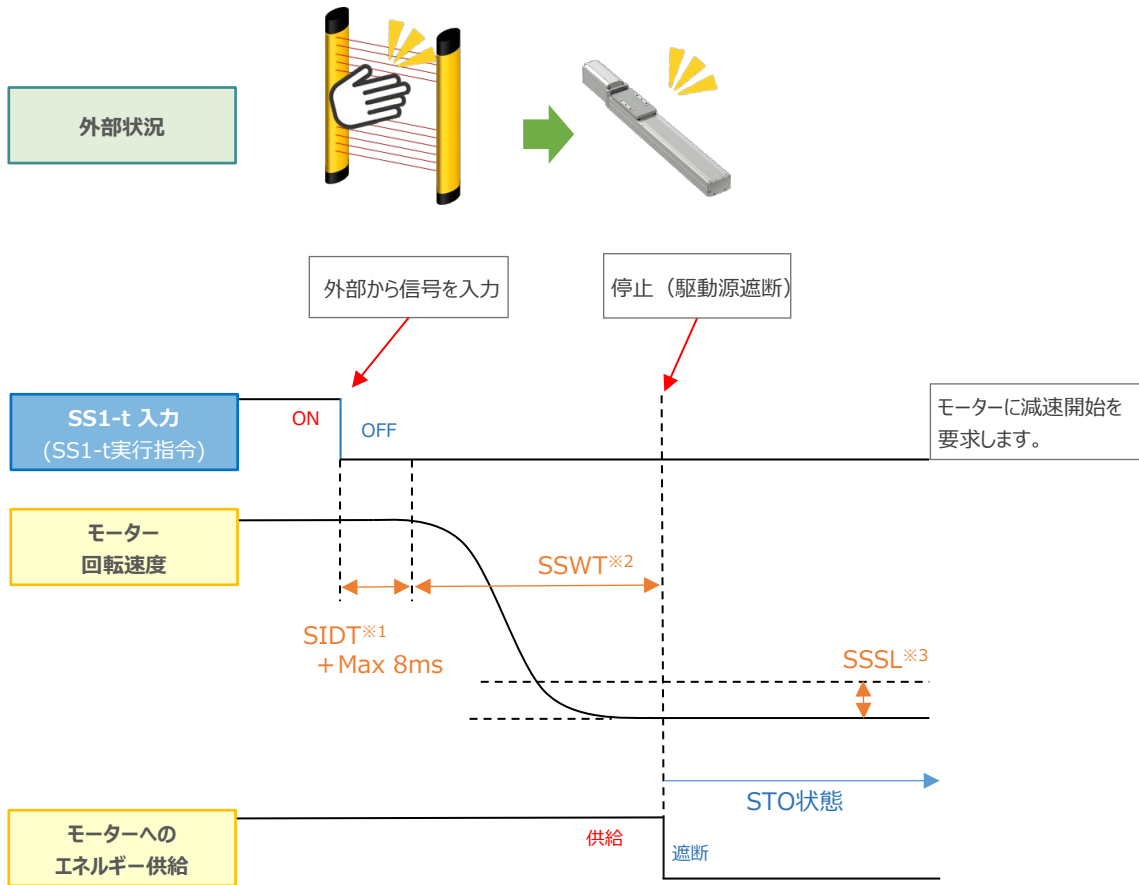 外部状況
外部から信号を入力
停止（駆動源遮断）
SS1-t 入力
(SS1-t実行指令)
ON
OFF
モーターに減速開始を
要求します。
モーター
回転速度
SSWT※2
SIDT※1
＋Max 8ms
SSSL※3
STO状態
モーターへの
エネルギー供給
供給
遮断